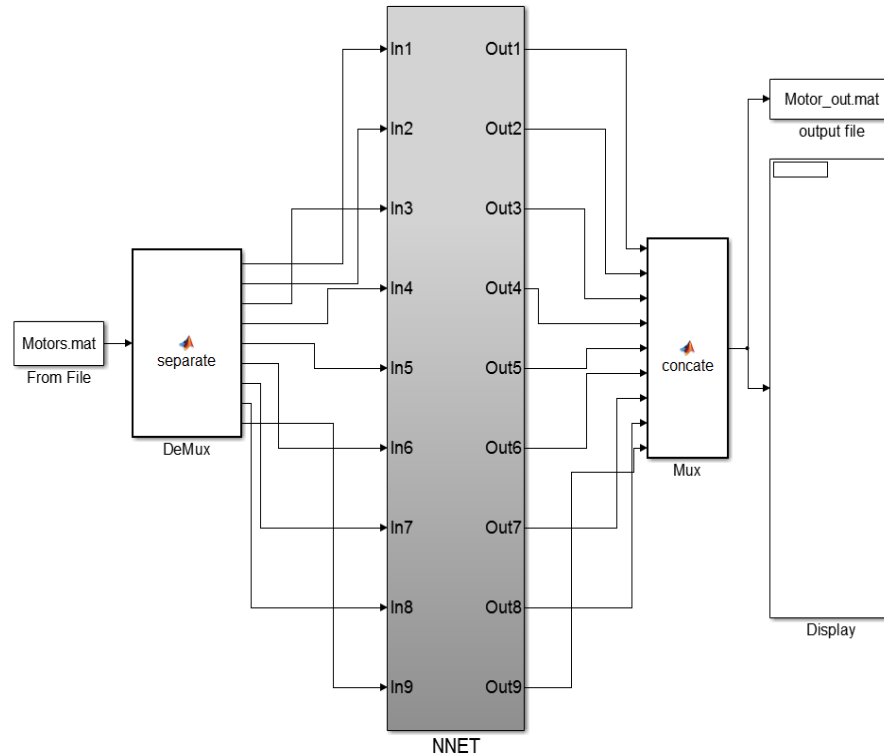 Motors.mat
From File
separate
DeMux
In1
In2
In3
In4
In5
In6
In7
In8
In9
Out1
Out2
Out3
Out4
Out5
Out6
Out7
Out8
Out9
NNET
concate
Mux
Motor_out.mat
output file
Display